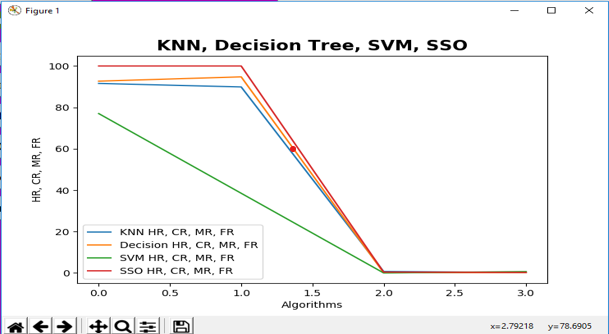 Figure 1
KNN, Decision Tree, SVM, SSO
HR, CR, MR, FR
100
80
60
40
20
0
KNN HR, CR, MR, FR
Decision HR, CR, MR, FR
SVM HR, CR, MR, FR
SSO HR, CR, MR, FR
0.0 0.5 1.0 1.5 2.0 2.5 3.0
Algorithms
x=2.79218 y=78.6905